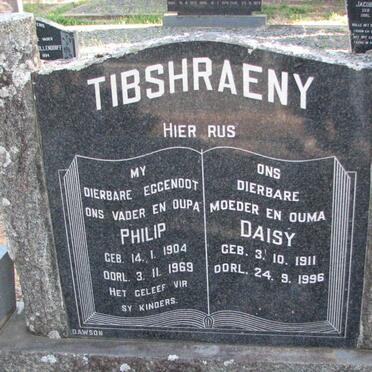 TIBSHRAENY
HIER RUS
MY
DIERBARE EGGENOOT
ONS VADER EN OUPA
PHILIP
GEB. 14. 1. 1904
OORL. 3. 11. 1969
HET GELEEF VIR
SY KINDERS.
ONS
DIERBARE
MOEDER EN OUMA
DAISY
GEB. 3. 10. 1911
OORL. 24. 9. 1996
DAWSON
JACOB